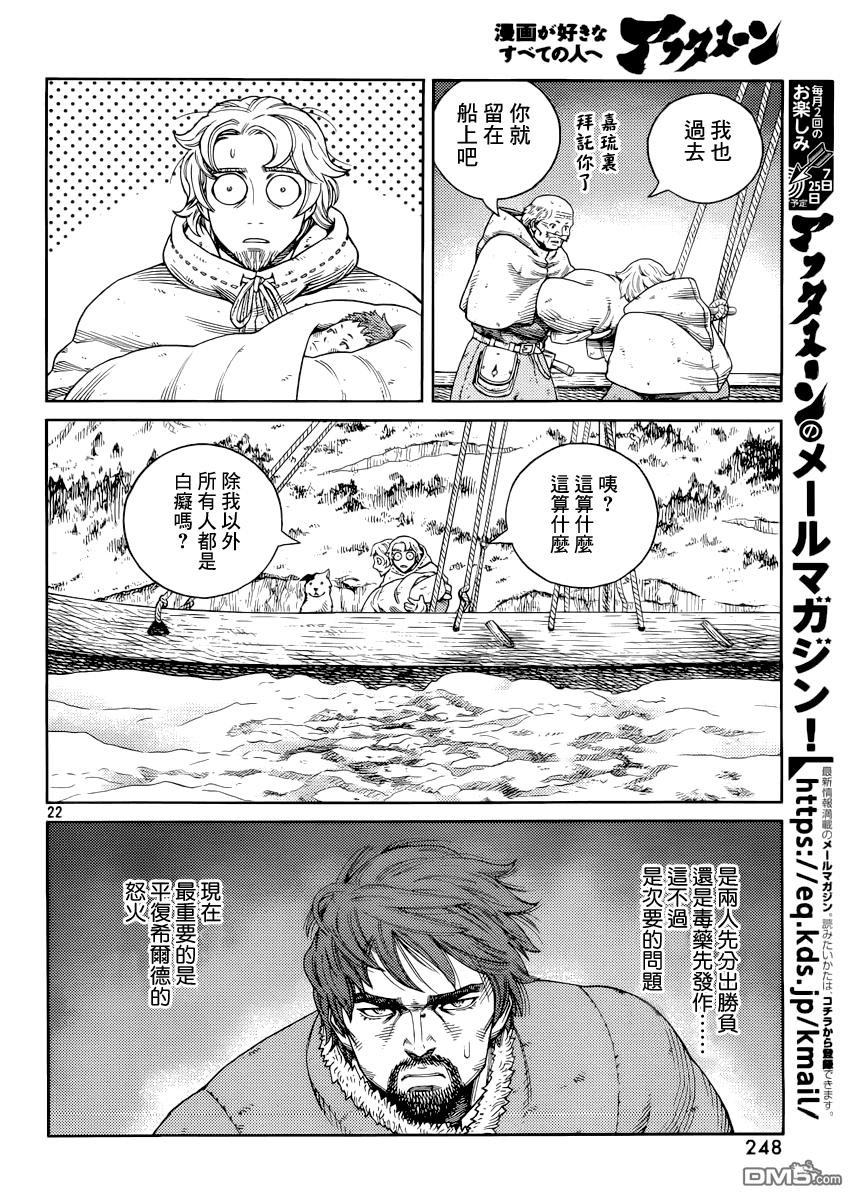 漫画が好きな
すべての人へ
アフタヌーン
我也
過去
嘉琉裏
拜託你了
你就
留在
船上吧
咦？
這算什麼
這算什麼
除我以外
所有人都是
白癡嗎？
22
是兩人先分出勝負
還是毒藥先發作……
這不過
是次要的問題
現在
最重要的是
平復希爾德的
怒火
毎月2回の
お楽しみ
7日
25日
予定
アフタヌーンのメールマガジン！
最新情報満載のメールマガジン。読みたいかたは、コチラから登録できます。
https://eq.kds.jp/kmail/
248
DM5.com